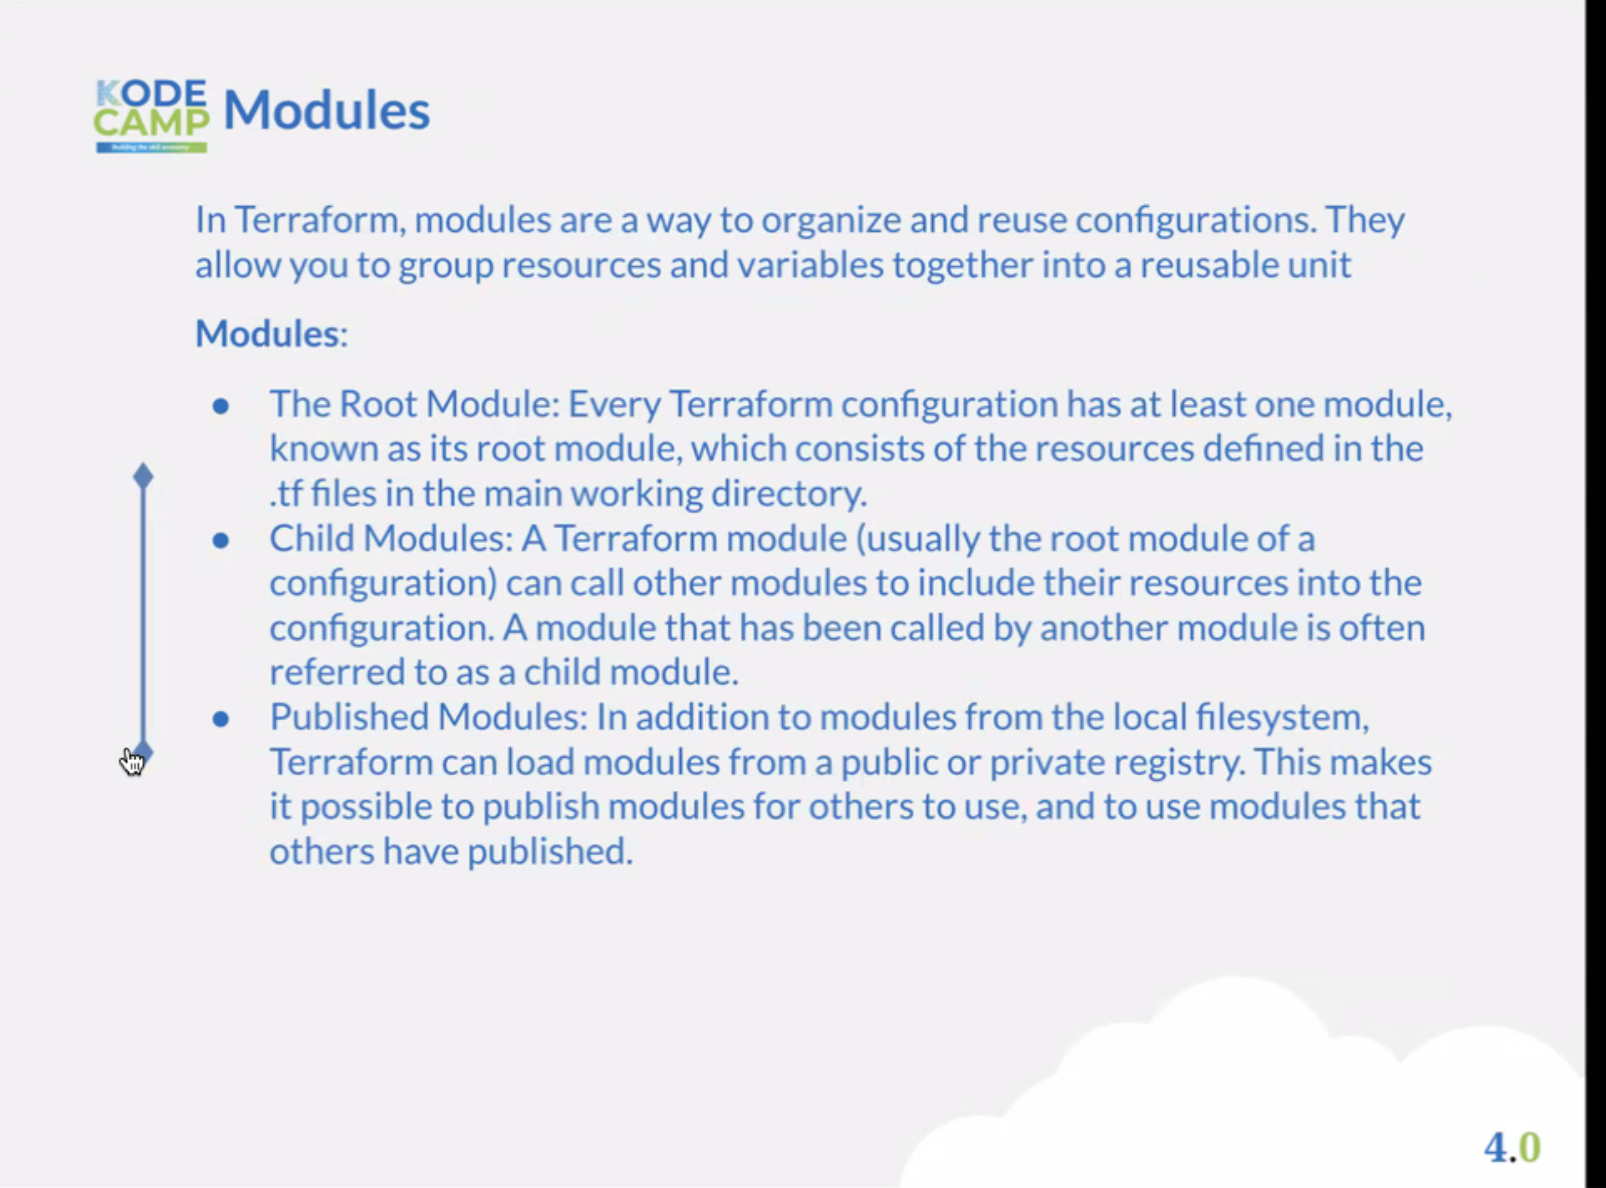 KODE
CAMP
Building the skill economy
Modules
In Terraform, modules are a way to organize and reuse configurations. They
allow you to group resources and variables together into a reusable unit
Modules:
● The Root Module: Every Terraform configuration has at least one module,
known as its root module, which consists of the resources defined in the
.tf files in the main working directory.
● Child Modules: A Terraform module (usually the root module of a
configuration) can call other modules to include their resources into the
configuration. A module that has been called by another module is often
referred to as a child module.
● Published Modules: In addition to modules from the local filesystem,
Terraform can load modules from a public or private registry. This makes
it possible to publish modules for others to use, and to use modules that
others have published.
4.0